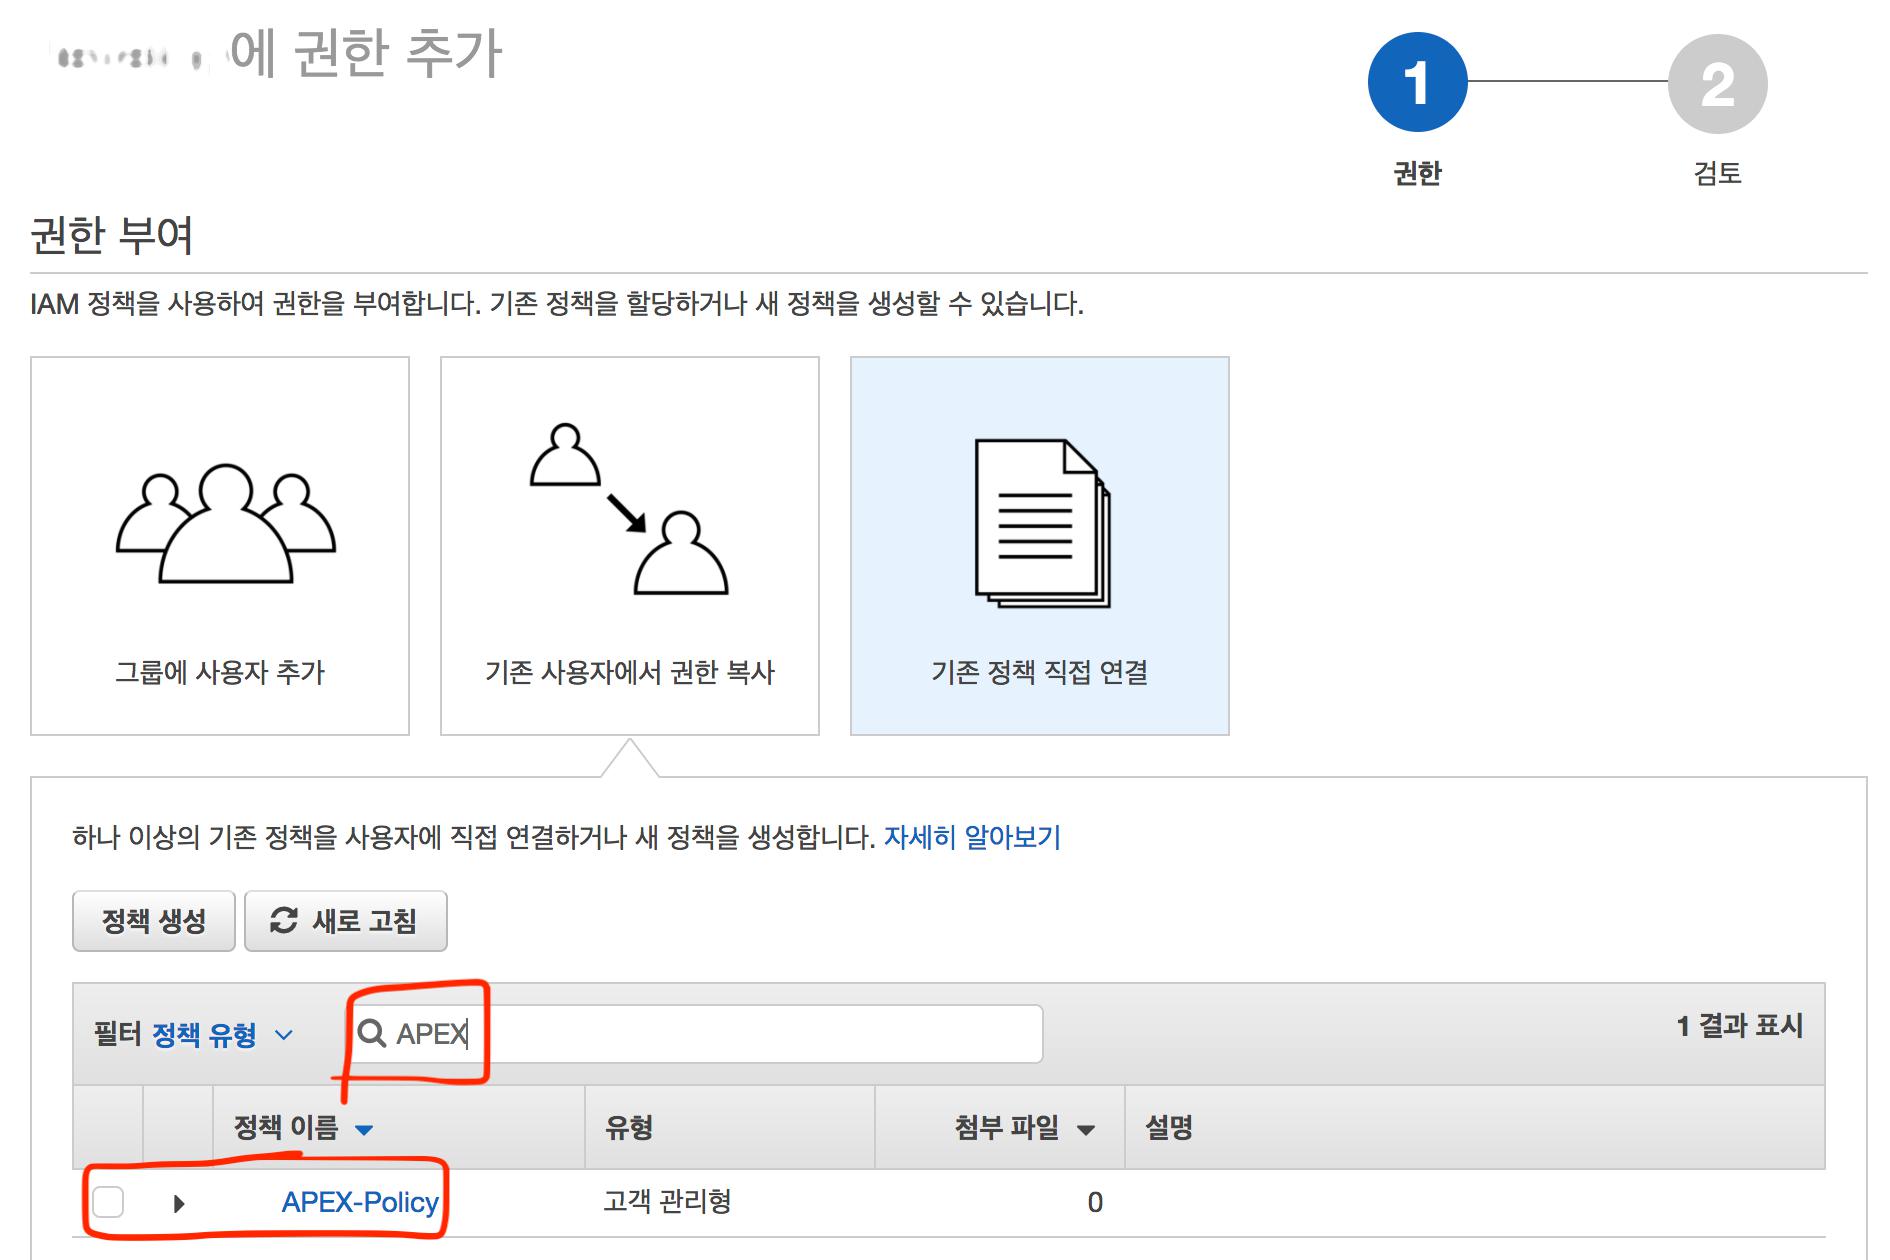 에 권한 추가
1
2
권한
검토
권한 부여
IAM 정책을 사용하여 권한을 부여합니다. 기존 정책을 할당하거나 새 정책을 생성할 수 있습니다.
그룹에 사용자 추가
기존 사용자에서 권한 복사
기존 정책 직접 연결
하나 이상의 기존 정책을 사용자에 직접 연결하거나 새 정책을 생성합니다. 자세히 알아보기
정책 생성
새로 고침
필터 정책 유형
APEX
1 결과 표시
정책 이름
유형
첨부 파일
설명
APEX-Policy
고객 관리형
0